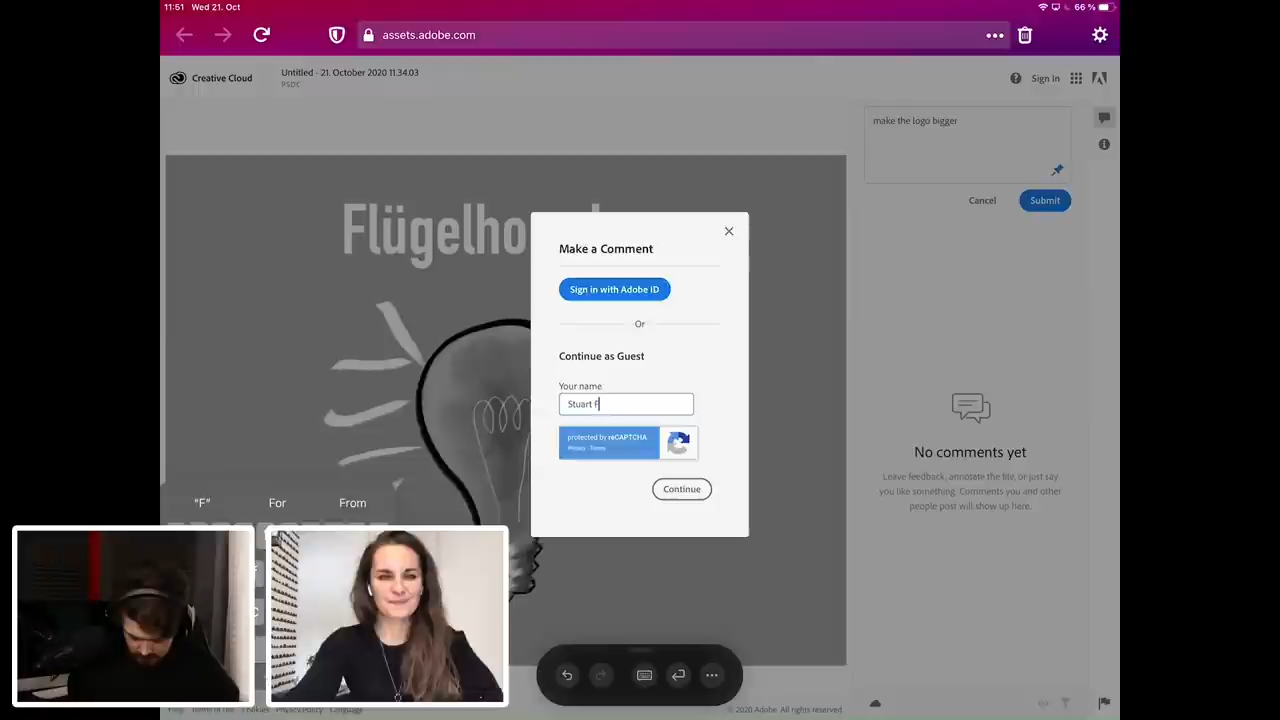 11:51 Wed 21. Oct
66 %
assets.adobe.com
Creative Cloud
Untitled - 21. October 2020 11.34.03
PSDC
Sign In
make the logo bigger
Cancel
Submit
Flügelho
Make a Comment
Sign in with Adobe ID
Or
Continue as Guest
Your name
Stuart F
protected by reCAPTCHA
Privacy - Terms
Continue
No comments yet
Leave feedback, annotate the file, or just say
you like something. Comments you and other
people post will show up here.
"F"
For
From
Language
© 2020 Adobe. All rights reserved.